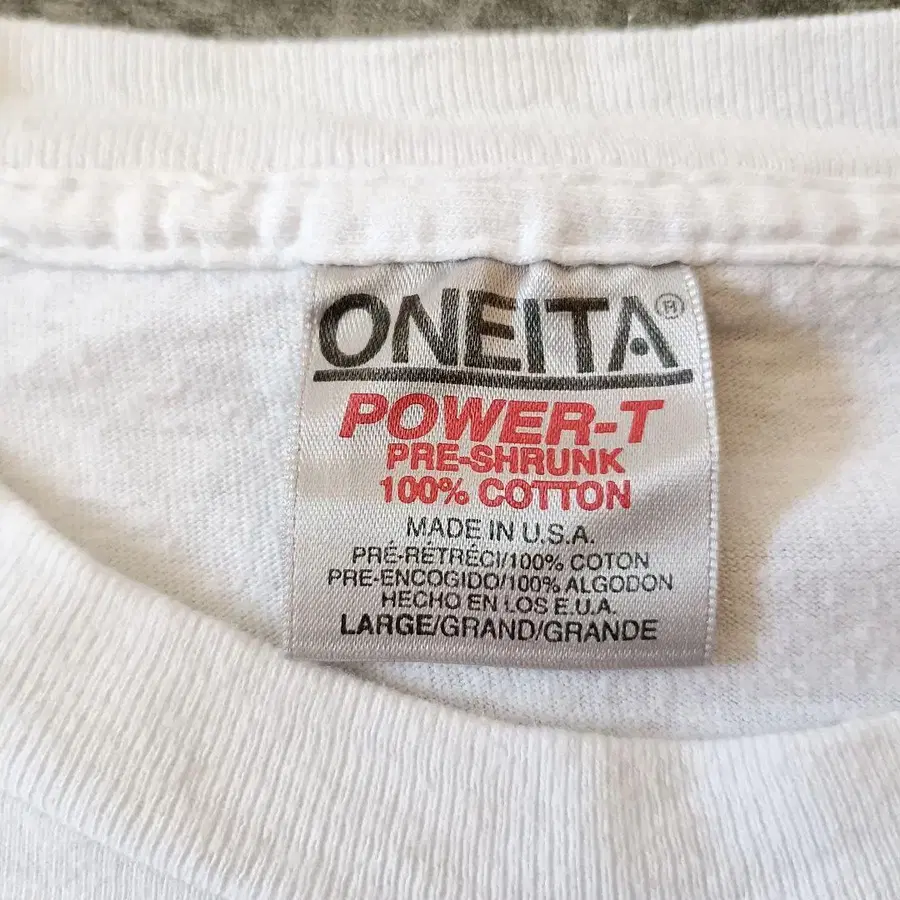 ONEITA®
POWER-T
PRE-SHRUNK
100% COTTON
MADE IN U.S.A.
PRÉ-RÉTRÉCI/100% COTON
PRE-ENCOGIDO/100% ALGODON
HECHO EN LOS E.U.A.
LARGE/GRAND/GRANDE